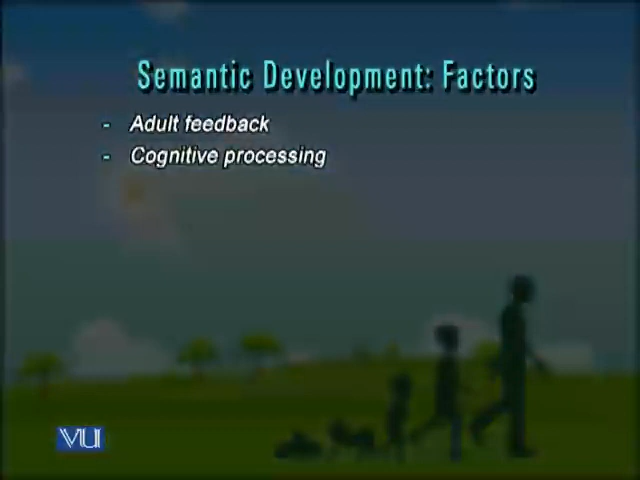 Semantic Development: Factors
- Adult feedback
- Cognitive processing
VU